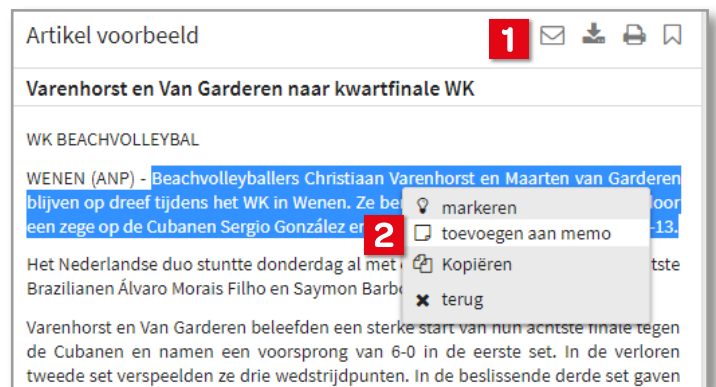 Artikel voorbeeld
1
Varenhorst en Van Garderen naar kwartfinale WK
WK BEACHVOLLEYBAL
WENEN (ANP) - Beachvolleyballers Christiaan Varenhorst en Maarten van Garderen
blijven op dreef tijdens het WK in Wenen. Ze door
een zege op de Cubanen Sergio González -13.
markeren
2
toevoegen aan memo
Kopiëren
terug
Het Nederlandse duo stuntte donderdag al met
Brazilianen Álvaro Morais Filho en Saymon
Varenhorst en Van Garderen beleefden een sterke start van hun achtste finale tegen
de Cubanen en namen een voorsprong van 6-0 in de eerste set. In de verloren
tweede set verspeelden ze drie wedstrijdpunten. In de beslissende derde set gaven